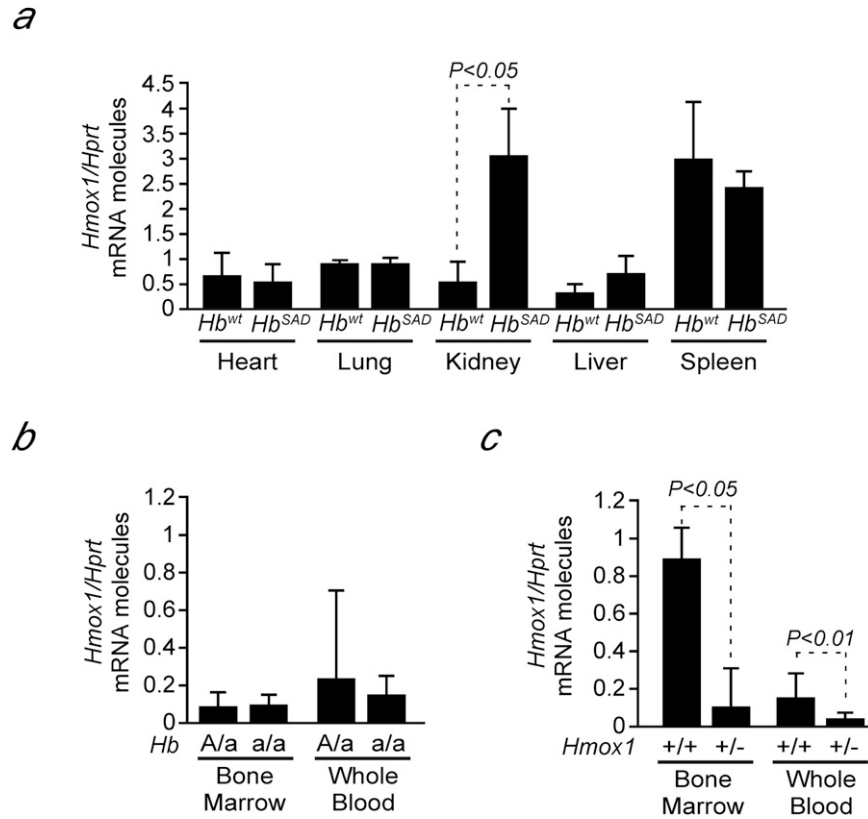 a
Hmox1/Hprt
mRNA molecules
4.5
4
3.5
3
2.5
1.5
1
0.5
0
P<0.05
Hbwt HbSAD Hbwt HbSAD Hbwt HbSAD Hbwt HbSAD Hbwt HbSAD
Heart Lung Kidney Liver Spleen
b
Hmox1/Hprt
mRNA molecules
1.2
1
0.8
0.6
0.4
0.2
0
Hb A/a a/a A/a a/a
Bone Whole
Marrow Blood
c
Hmox1/Hprt
mRNA molecules
1.2
1
0.8
0.6
0.4
0.2
0
P<0.05
P<0.01
Hmox1 +/+ +/- +/+ +/-
Bone Whole
Marrow Blood